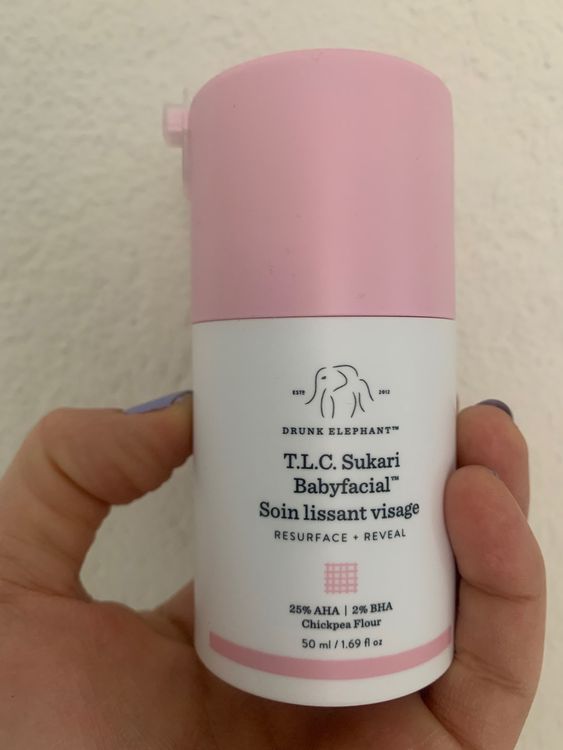 ESTD 2012
DRUNK ELEPHANT™
T.L.C. Sukari
Babyfacial™
Soin lissant visage
RESURFACE + REVEAL
25% AHA | 2% BHA
Chickpea Flour
50 ml / 1.69 fl oz